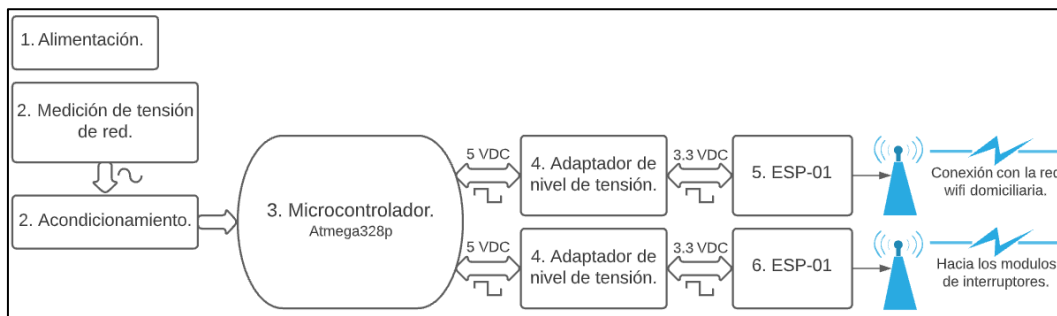 1. Alimentación.
2. Medición de tensión
de red.
2. Acondicionamiento.
3. Microcontrolador.
Atmega328p
5 VDC
4. Adaptador de
nivel de tensión.
3.3 VDC
5. ESP-01
Conexión con la red
wifi domiciliaria.
5 VDC
4. Adaptador de
nivel de tensión.
3.3 VDC
6. ESP-01
Hacia los modulos
de interruptores.